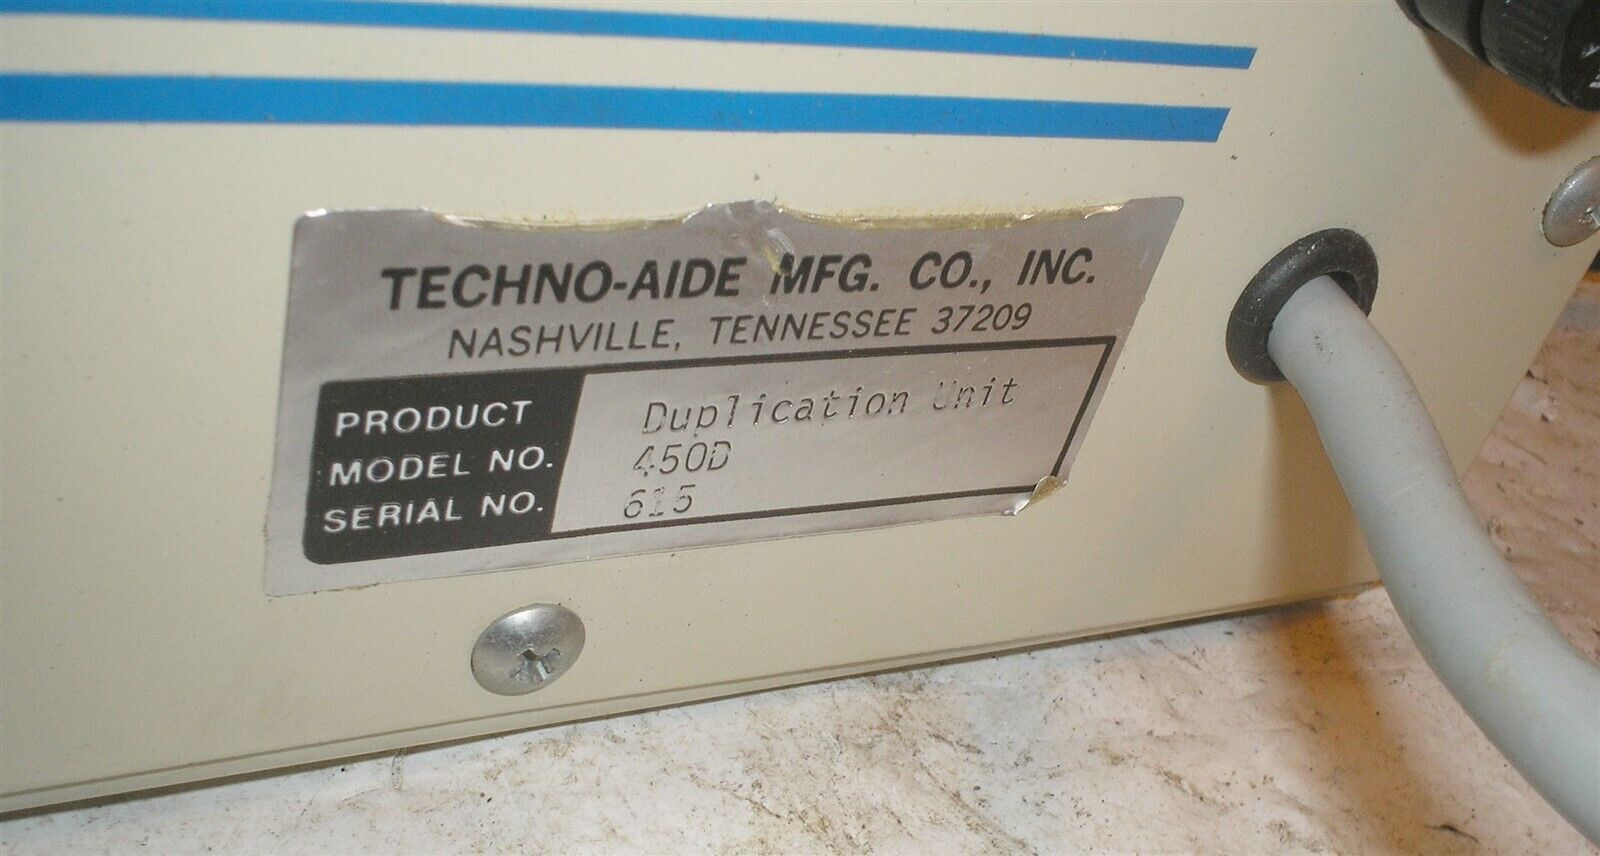 TECHNO-AIDE MFG. CO., INC.
NASHVILLE, TENNESSEE 37209
PRODUCT Duplication Unit
MODEL NO. 450D
SERIAL NO. 615